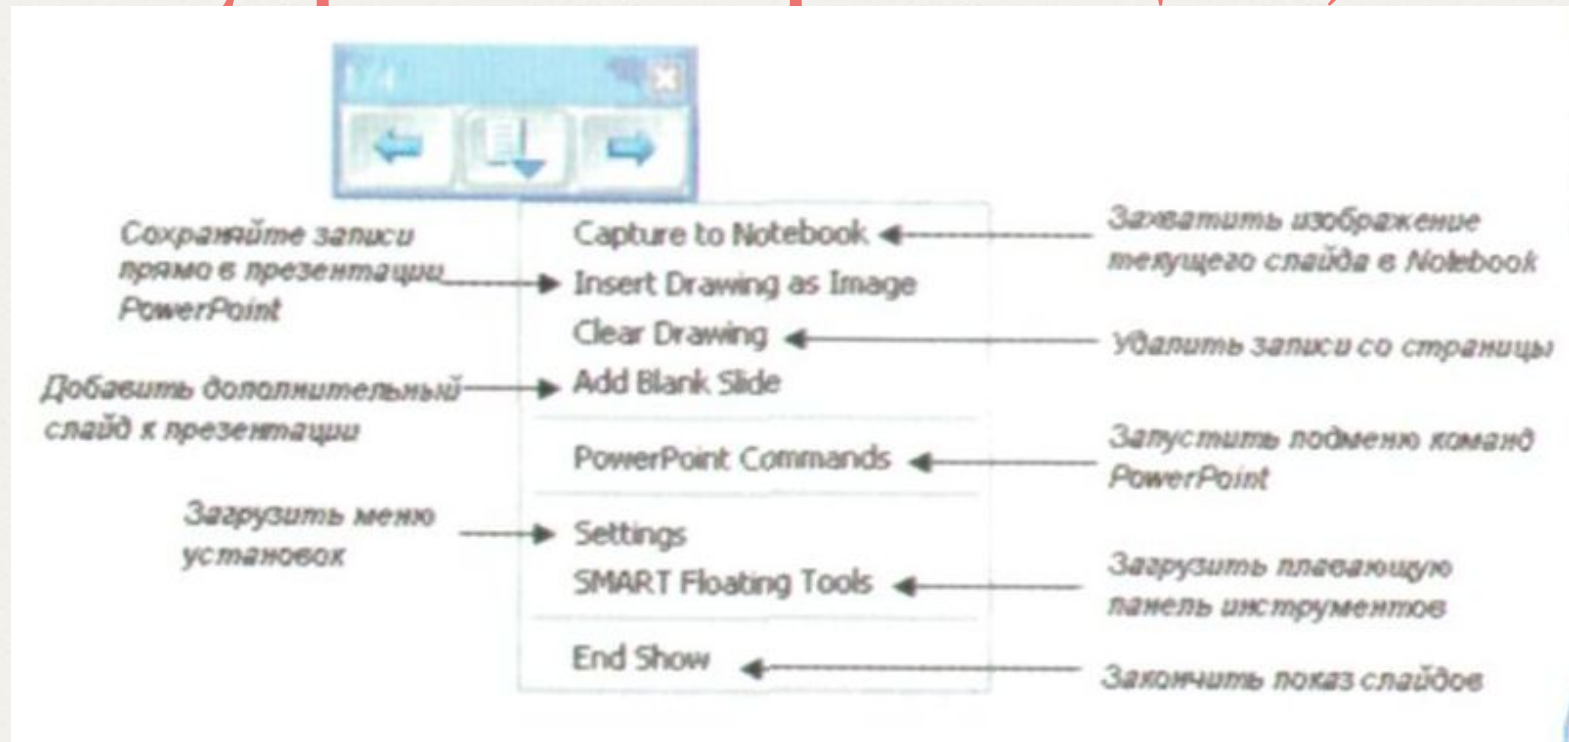 1/4
Сохраняйте записи
прямо в презентации
PowerPoint
Добавить дополнительный
слайд к презентации
Загрузить меню
установок
Capture to Notebook
Insert Drawing as Image
Clear Drawing
Add Blank Slide
PowerPoint Commands
Settings
SMART Floating Tools
End Show
Захватить изображение
текущего слайда в Notebook
Удалить записи со страницы
Запустить подменю команд
PowerPoint
Загрузить плавающую
панель инструментов
Закончить показ слайдов